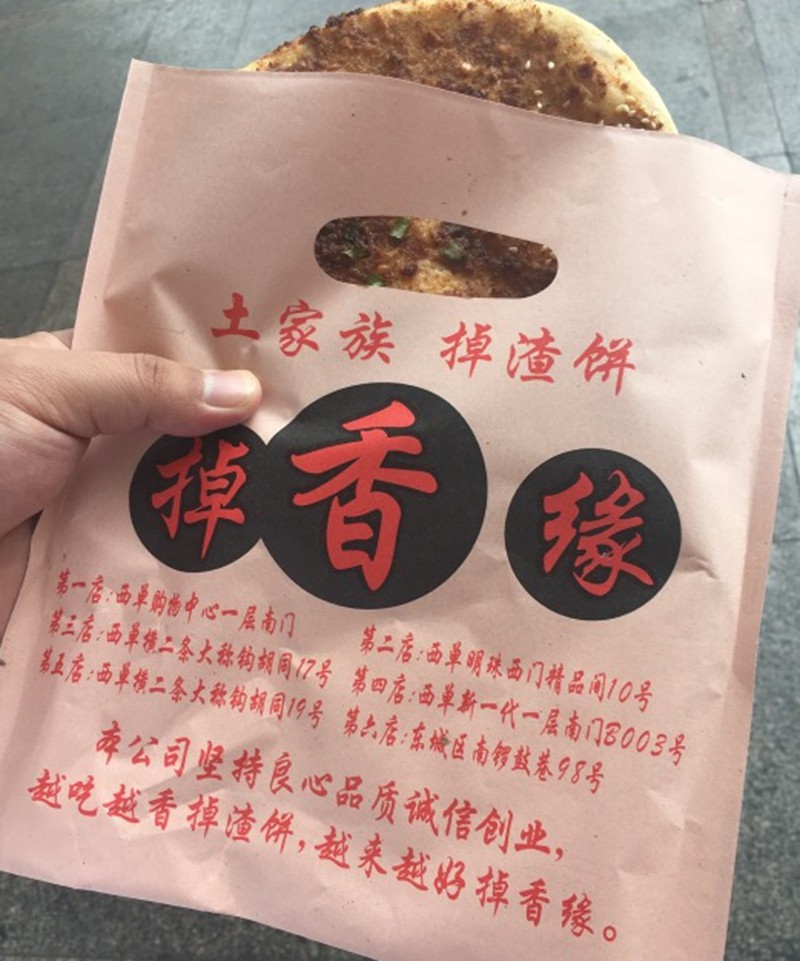 土家族 掉渣饼
掉香缘
第一店:西单购物中心一层南门
第二店:西单明珠西门精品间10号
第三店:西单横二条大称钩胡同17号
第四店:西单新一代一层南门B003号
第五店:西单横二条大称钩胡同19号
第六店:东城区南锣鼓巷98号
本公司坚持良心品质诚信创业,
越吃越香掉渣饼,越来越好掉香缘。